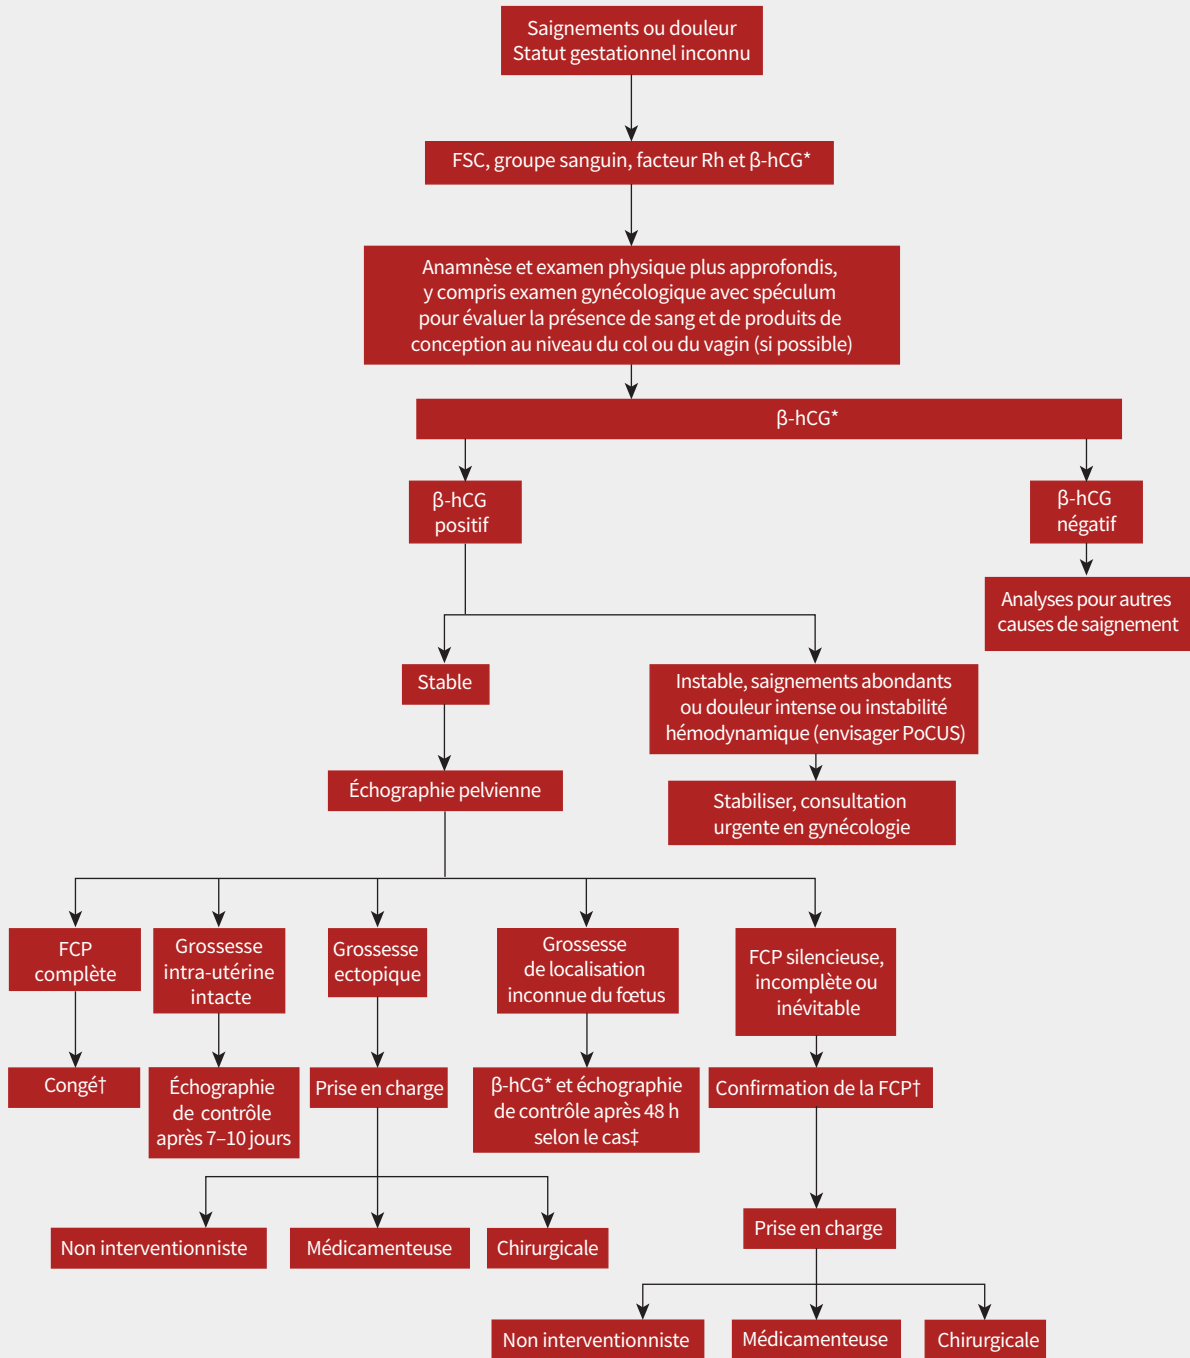 Saignements ou douleur
Statut gestationnel inconnu
FSC, groupe sanguin, facteur Rh et β-hCG*
Anamnèse et examen physique plus approfondis,
y compris examen gynécologique avec spéculum
pour évaluer la présence de sang et de produits de
conception au niveau du col ou du vagin (si possible)
β-hCG*
β-hCG
positif
β-hCG
négatif
Analyses pour autres
causes de saignement
Stable
Instable, saignements abondants
ou douleur intense ou instabilité
hémodynamique (envisager PoCUS)
Échographie pelvienne
Stabiliser, consultation
urgente en gynécologie
FCP
complète
Grossesse
intra-utérine
intacte
Grossesse
ectopique
Grossesse
de localisation
inconnue du fœtus
FCP silencieuse,
incomplète ou
inévitable
Congé†
Échographie
de contrôle
après 7–10 jours
Prise en charge
β-hCG* et échographie
de contrôle après 48 h
selon le cas‡
Confirmation de la FCP†
Non interventionniste
Médicamenteuse
Chirurgicale
Prise en charge
Non interventionniste
Médicamenteuse
Chirurgicale